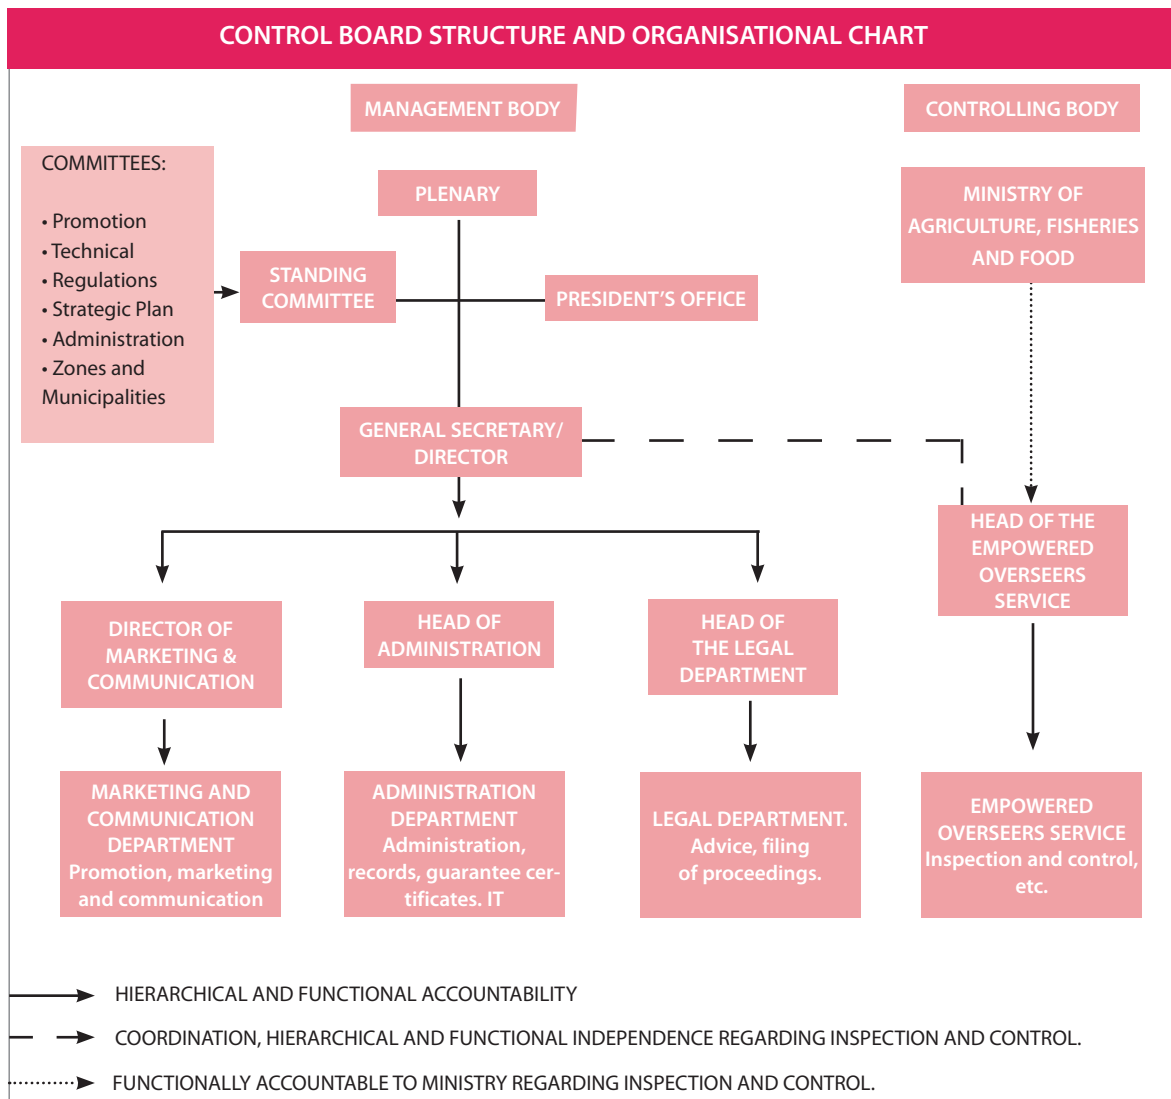 CONTROL BOARD STRUCTURE AND ORGANISATIONAL CHART
MANAGEMENT BODY
CONTROLLING BODY
COMMITTEES:
• Promotion
• Technical
• Regulations
• Strategic Plan
• Administration
• Zones and
Municipalities
PLENARY
STANDING
COMMITTEE
PRESIDENT'S OFFICE
MINISTRY OF
AGRICULTURE, FISHERIES
AND FOOD
GENERAL SECRETARY/
DIRECTOR
HEAD OF THE
EMPOWERED
OVERSEERS
SERVICE
DIRECTOR OF
MARKETING &
COMMUNICATION
HEAD OF
ADMINISTRATION
HEAD OF
THE LEGAL
DEPARTMENT
MARKETING AND
COMMUNICATION
DEPARTMENT
Promotion, marketing
and communication
ADMINISTRATION
DEPARTMENT
Administration,
records, guarantee cer-
tificates. IT
LEGAL DEPARTMENT.
Advice, filing
of proceedings.
EMPOWERED
OVERSEERS SERVICE
Inspection and control,
etc.
HIERARCHICAL AND FUNCTIONAL ACCOUNTABILITY
COORDINATION, HIERARCHICAL AND FUNCTIONAL INDEPENDENCE REGARDING INSPECTION AND CONTROL.
FUNCTIONALLY ACCOUNTABLE TO MINISTRY REGARDING INSPECTION AND CONTROL.